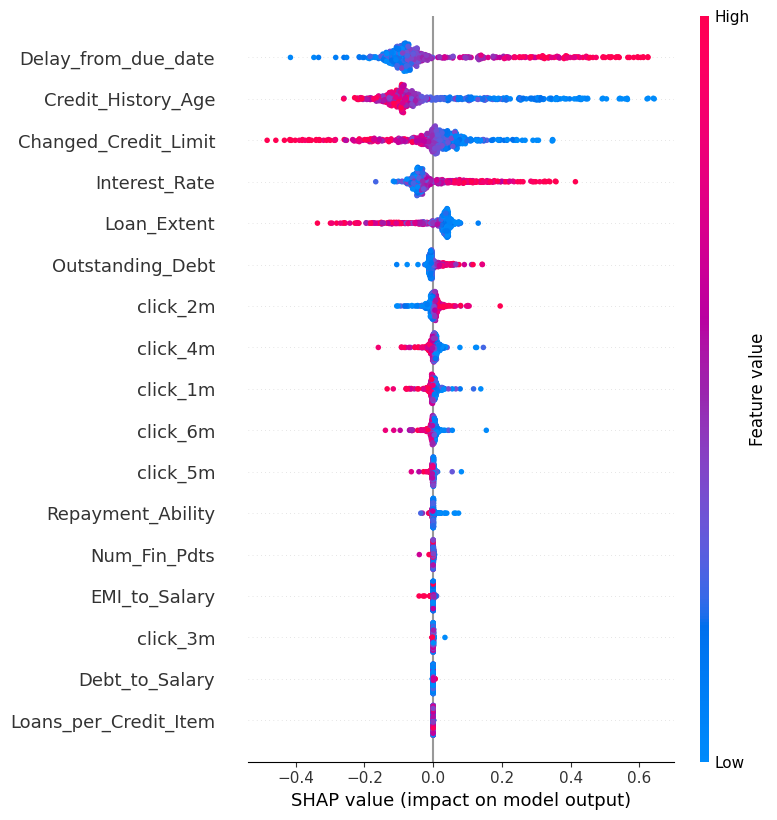 High
Delay_from_due_date
Credit_History_Age
Changed_Credit_Limit
Interest_Rate
Loan_Extent
Outstanding_Debt
click_2m
click_4m
click_1m
click_6m
click_5m
Repayment_Ability
Num_Fin_Pdts
EMI_to_Salary
click_3m
Debt_to_Salary
Loans_per_Credit_Item
Feature value
Low
−0.4 −0.2 0.0 0.2 0.4 0.6
SHAP value (impact on model output)